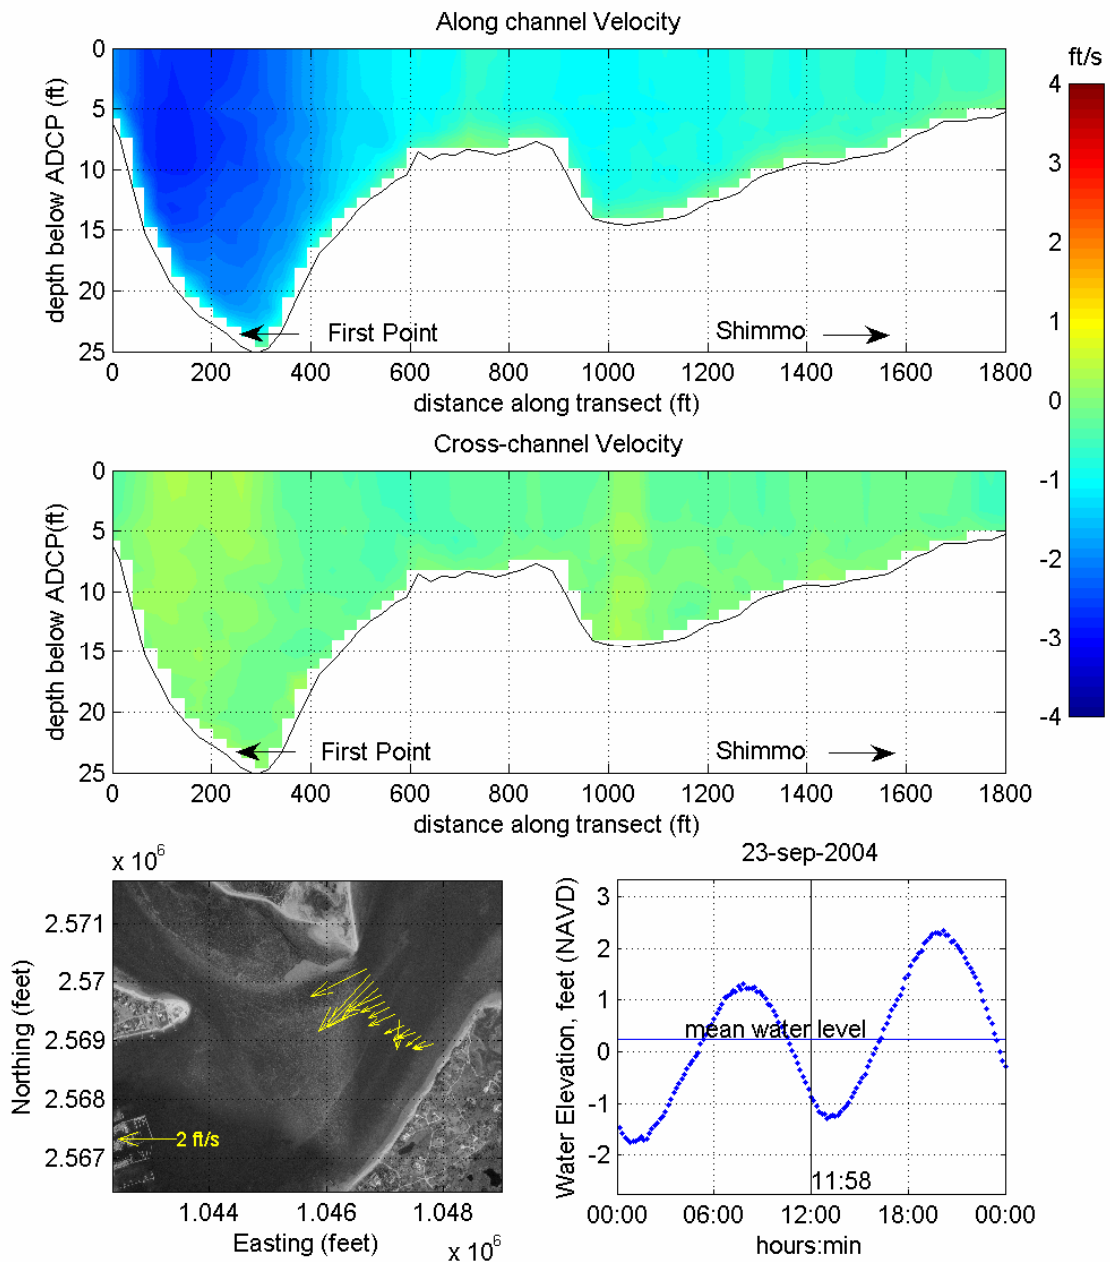 Along channel Velocity
ft/s
depth below ADCP (ft)
0
5
10
15
20
25
First Point
Shimmo
0 200 400 600 800 1000 1200 1400 1600 1800
distance along transect (ft)
4
3
2
1
0
-1
-2
-3
-4
Cross-channel Velocity
depth below ADCP(ft)
0
5
10
15
20
25
First Point
Shimmo
0 200 400 600 800 1000 1200 1400 1600 1800
distance along transect (ft)
x 10^6
Northing (feet)
2.571
2.57
2.569
2.568
2.567
2 ft/s
1.044 1.046 1.048
Easting (feet)
x 10^6
23-sep-2004
Water Elevation, feet (NAVD)
3
2
1
0
-1
-2
mean water level
11:58
00:00 06:00 12:00 18:00 00:00
hours:min